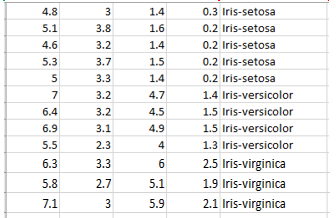 4.8 3 1.4 0.3 Iris-setosa
5.1 3.8 1.6 0.2 Iris-setosa
4.6 3.2 1.4 0.2 Iris-setosa
5.3 3.7 1.5 0.2 Iris-setosa
5 3.3 1.4 0.2 Iris-setosa
7 3.2 4.7 1.4 Iris-versicolor
6.4 3.2 4.5 1.5 Iris-versicolor
6.9 3.1 4.9 1.5 Iris-versicolor
5.5 2.3 4 1.3 Iris-versicolor
6.3 3.3 6 2.5 Iris-virginica
5.8 2.7 5.1 1.9 Iris-virginica
7.1 3 5.9 2.1 Iris-virginica